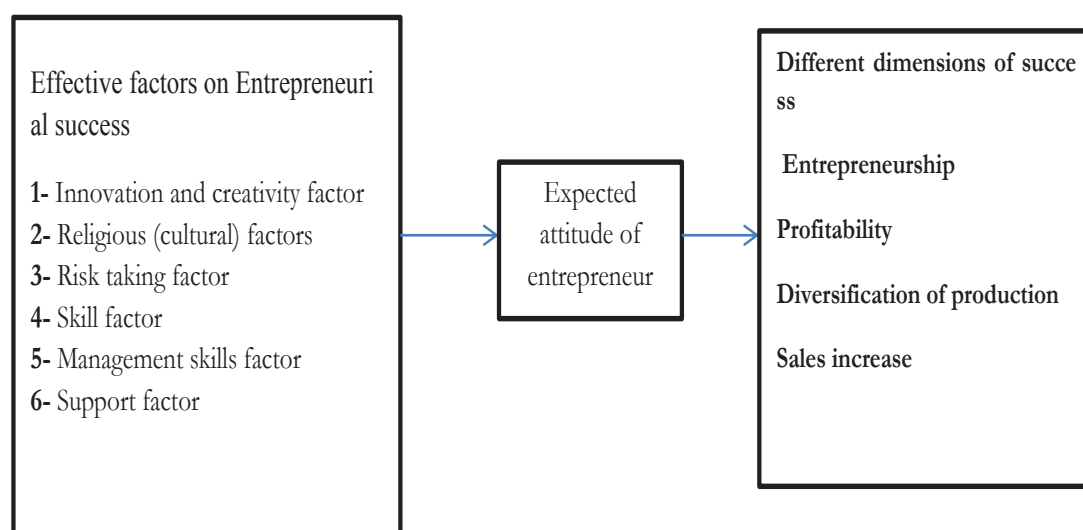 Effective factors on Entrepreneuri
al success
1- Innovation and creativity factor
2- Religious (cultural) factors
3- Risk taking factor
4- Skill factor
5- Management skills factor
6- Support factor
Expected
attitude of
entrepreneur
Different dimensions of succe
ss
Entrepreneurship
Profitability
Diversification of production
Sales increase